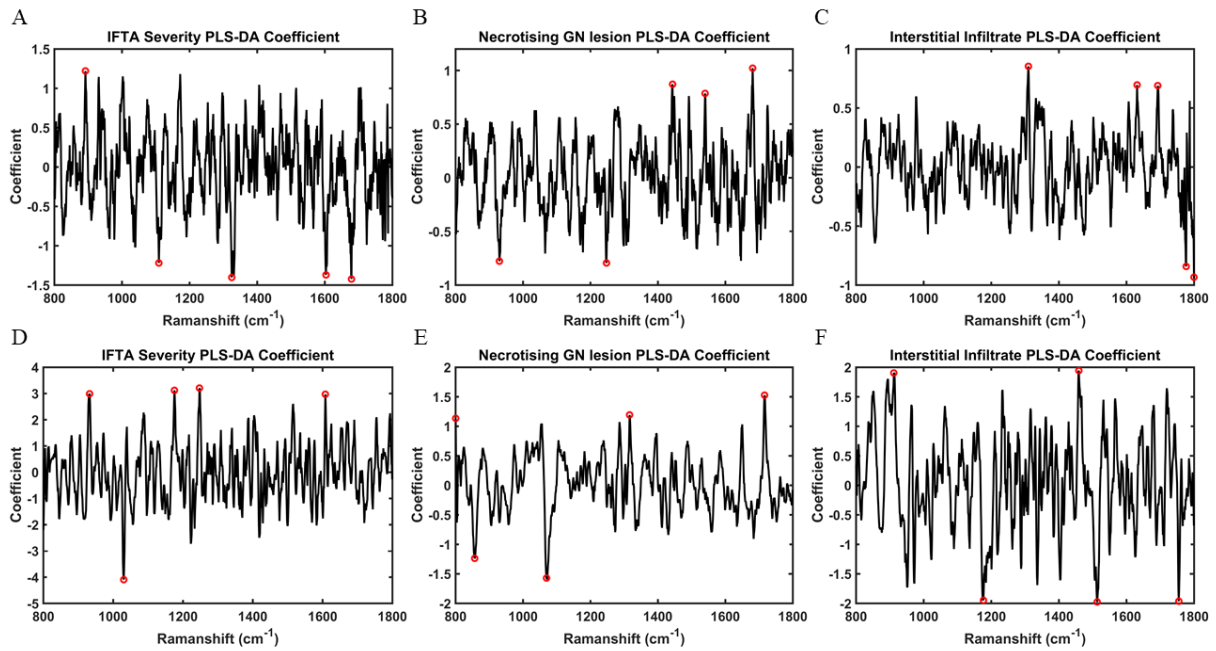 A
IFTA Severity PLS-DA Coefficient
1.5
1
0.5
0
-0.5
-1
-1.5
Coefficient
800 1000 1200 1400 1600 1800
Ramanshift (cm⁻¹)
B
Necrotising GN lesion PLS-DA Coefficient
1
0.5
0
-0.5
-1
Coefficient
800 1000 1200 1400 1600 1800
Ramanshift (cm⁻¹)
C
Interstitial Infiltrate PLS-DA Coefficient
1
0.5
0
-0.5
-1
Coefficient
800 1000 1200 1400 1600 1800
Ramanshift (cm⁻¹)
D
IFTA Severity PLS-DA Coefficient
4
3
2
1
0
-1
-2
-3
-4
-5
Coefficient
800 1000 1200 1400 1600 1800
Ramanshift (cm⁻¹)
E
Necrotising GN lesion PLS-DA Coefficient
2
1.5
1
0.5
0
-0.5
-1
-1.5
-2
Coefficient
800 1000 1200 1400 1600 1800
Ramanshift (cm⁻¹)
F
Interstitial Infiltrate PLS-DA Coefficient
2
1.5
1
0.5
0
-0.5
-1
-1.5
-2
Coefficient
800 1000 1200 1400 1600 1800
Ramanshift (cm⁻¹)